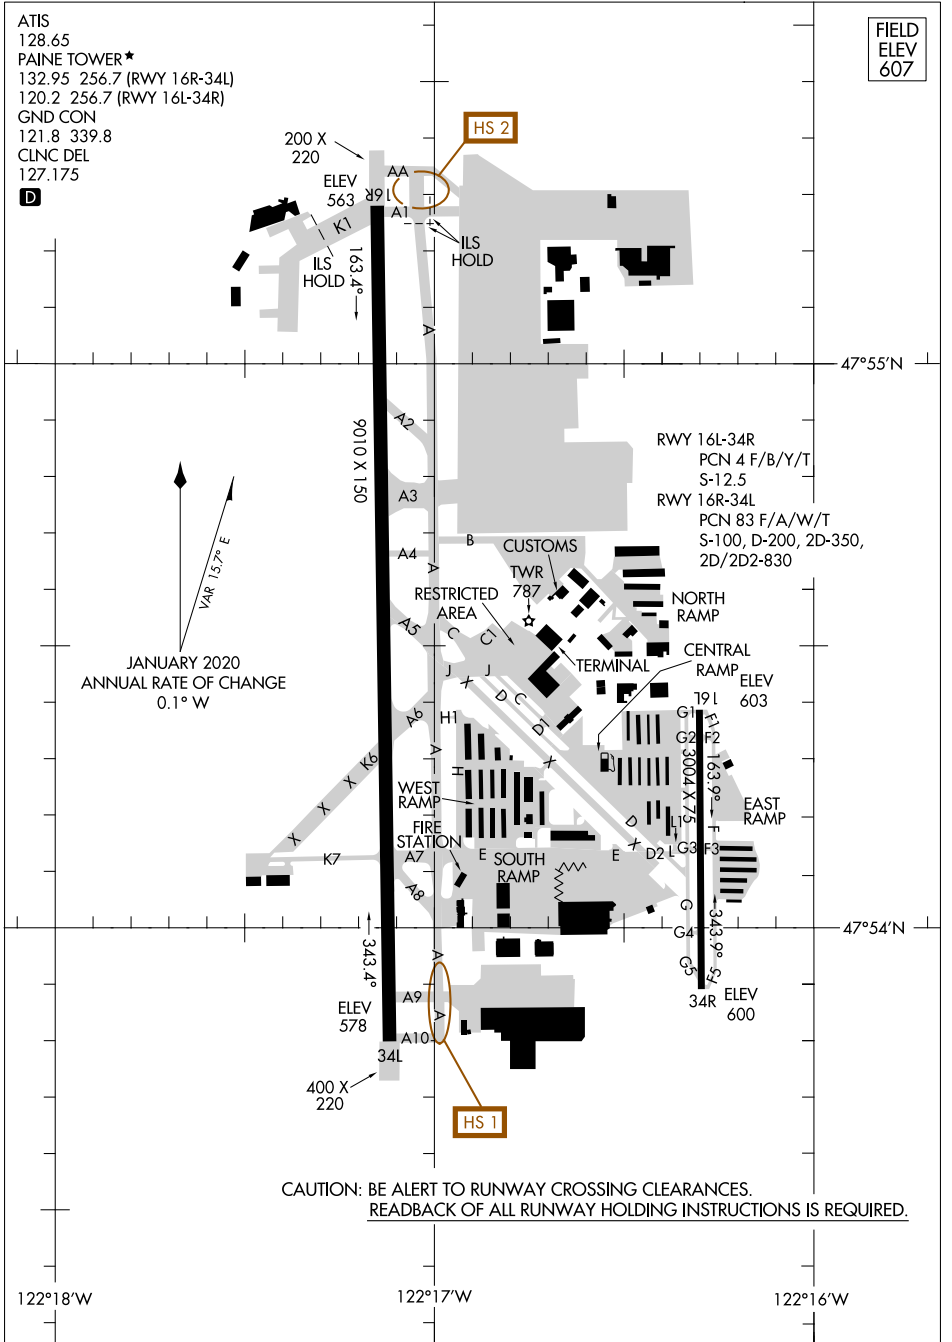 ATIS
128.65
PAINE TOWER★
132.95 256.7 (RWY 16R-34L)
120.2 256.7 (RWY 16L-34R)
GND CON
121.8 339.8
CLNC DEL
127.175
D
FIELD
ELEV
607
HS 2
200 X
220
AA
ELEV
563
16R
A1
K1
ILS
HOLD
ILS
HOLD
163.4°
A
47°55'N
A2
9010 X 150
RWY 16L-34R
PCN 4 F/B/Y/T
S-12.5
RWY 16R-34L
PCN 83 F/A/W/T
S-100, D-200, 2D-350,
2D/2D2-830
A3
B
A4
CUSTOMS
A
TWR
787
RESTRICTED
AREA
VAR 15.7° E
NORTH
RAMP
A5
C
C1
JANUARY 2020
ANNUAL RATE OF CHANGE
0.1° W
J
J
TERMINAL
CENTRAL
RAMP
ELEV
603
X
D
C
16L
A6
H1
D1
G1
F1
G2
F2
A
X
K6
H
3004 X 75
163.9°
X
X
WEST
RAMP
EAST
RAMP
X
FIRE
STATION
D
L1
F
X
K7
A7
E
SOUTH
RAMP
E
D2
L
G3
F3
A8
G
343.9°
G4
47°54'N
343.4°
A
G5
F5
A9
34R
ELEV
600
ELEV
578
A
A10
34L
400 X
220
HS 1
CAUTION: BE ALERT TO RUNWAY CROSSING CLEARANCES.
READBACK OF ALL RUNWAY HOLDING INSTRUCTIONS IS REQUIRED.
122°18'W
122°17'W
122°16'W